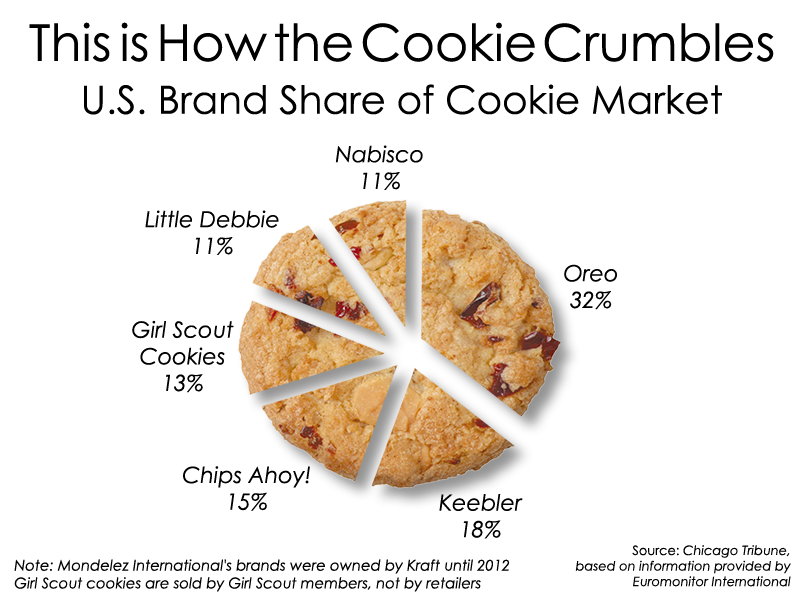 This is How the Cookie Crumbles
U.S. Brand Share of Cookie Market
Nabisco
11%
Little Debbie
11%
Oreo
32%
Girl Scout
Cookies
13%
Chips Ahoy!
15%
Keebler
18%
Note: Mondelez International's brands were owned by Kraft until 2012
Girl Scout cookies are sold by Girl Scout members, not by retailers
Source: Chicago Tribune,
based on information provided by
Euromonitor International